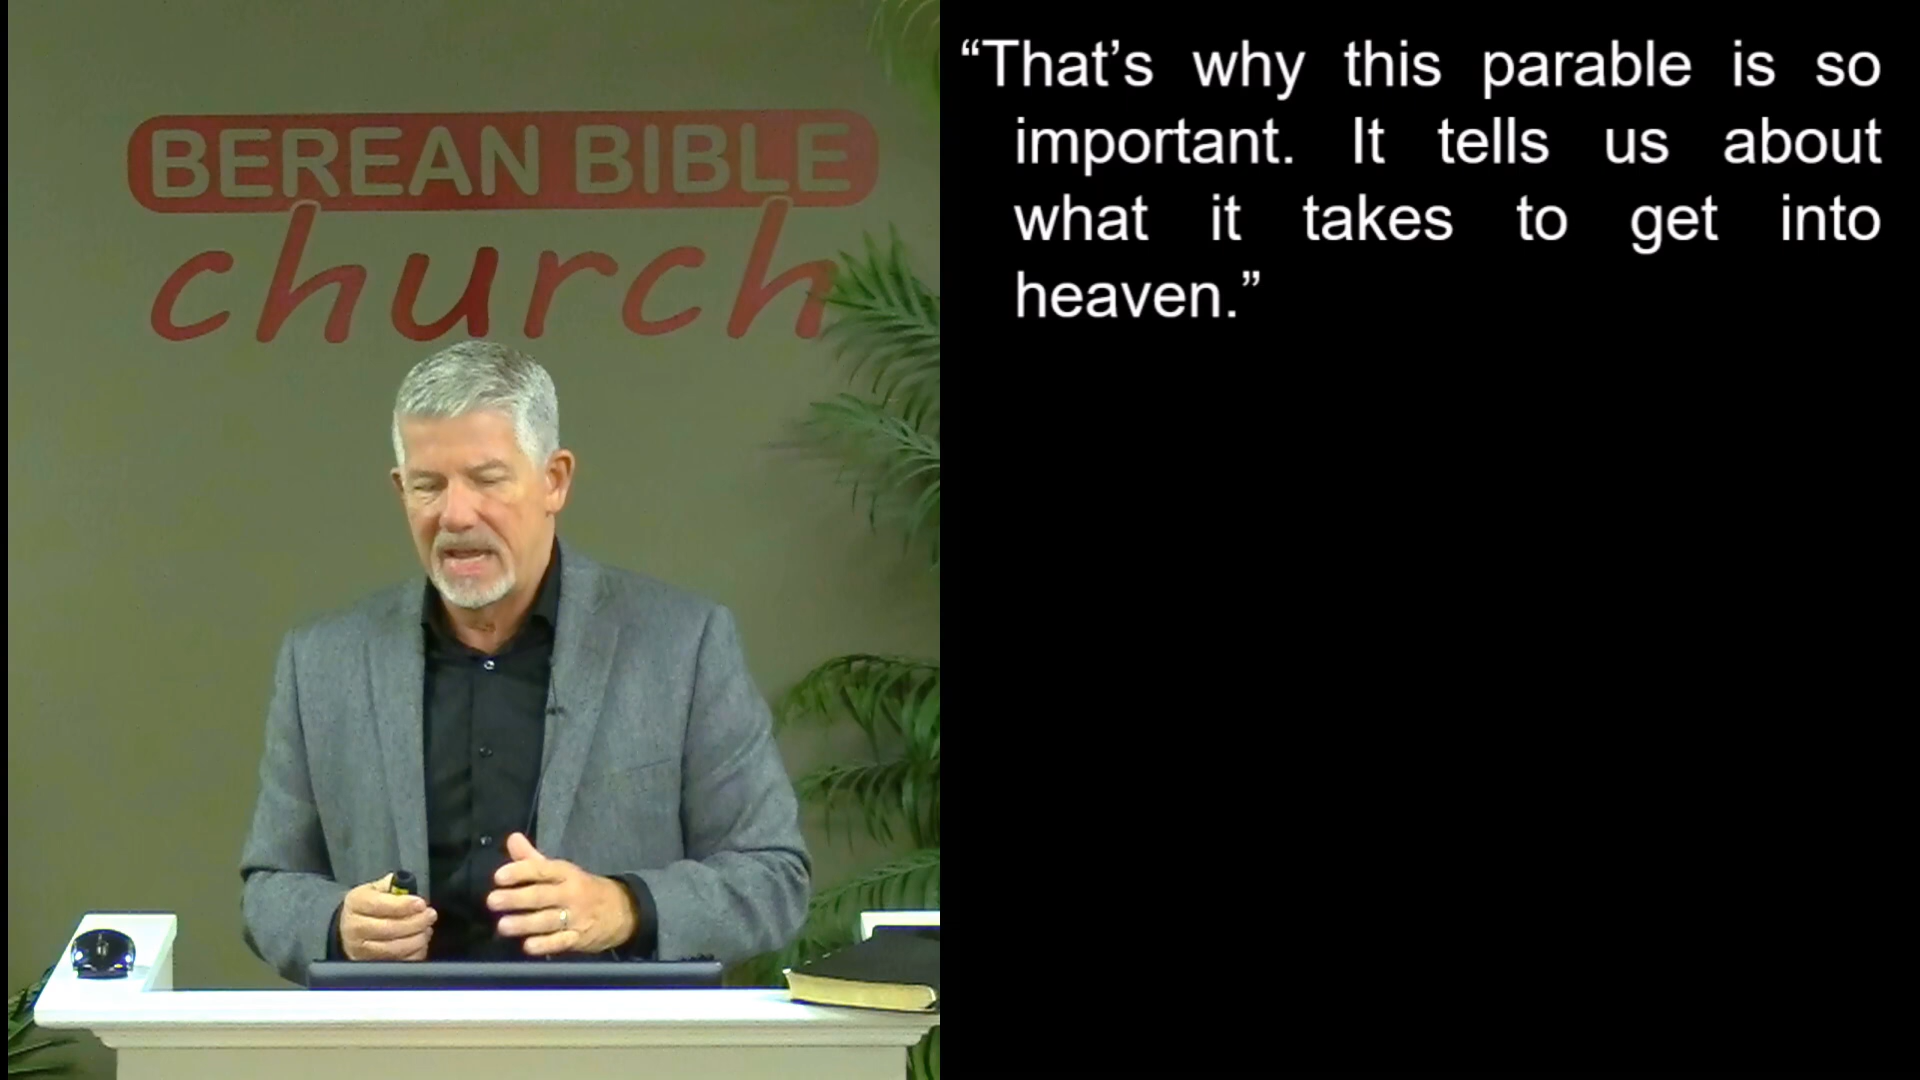 BEREAN BIBLE
church
“That’s why this parable is so
important. It tells us about
what it takes to get into
heaven.”